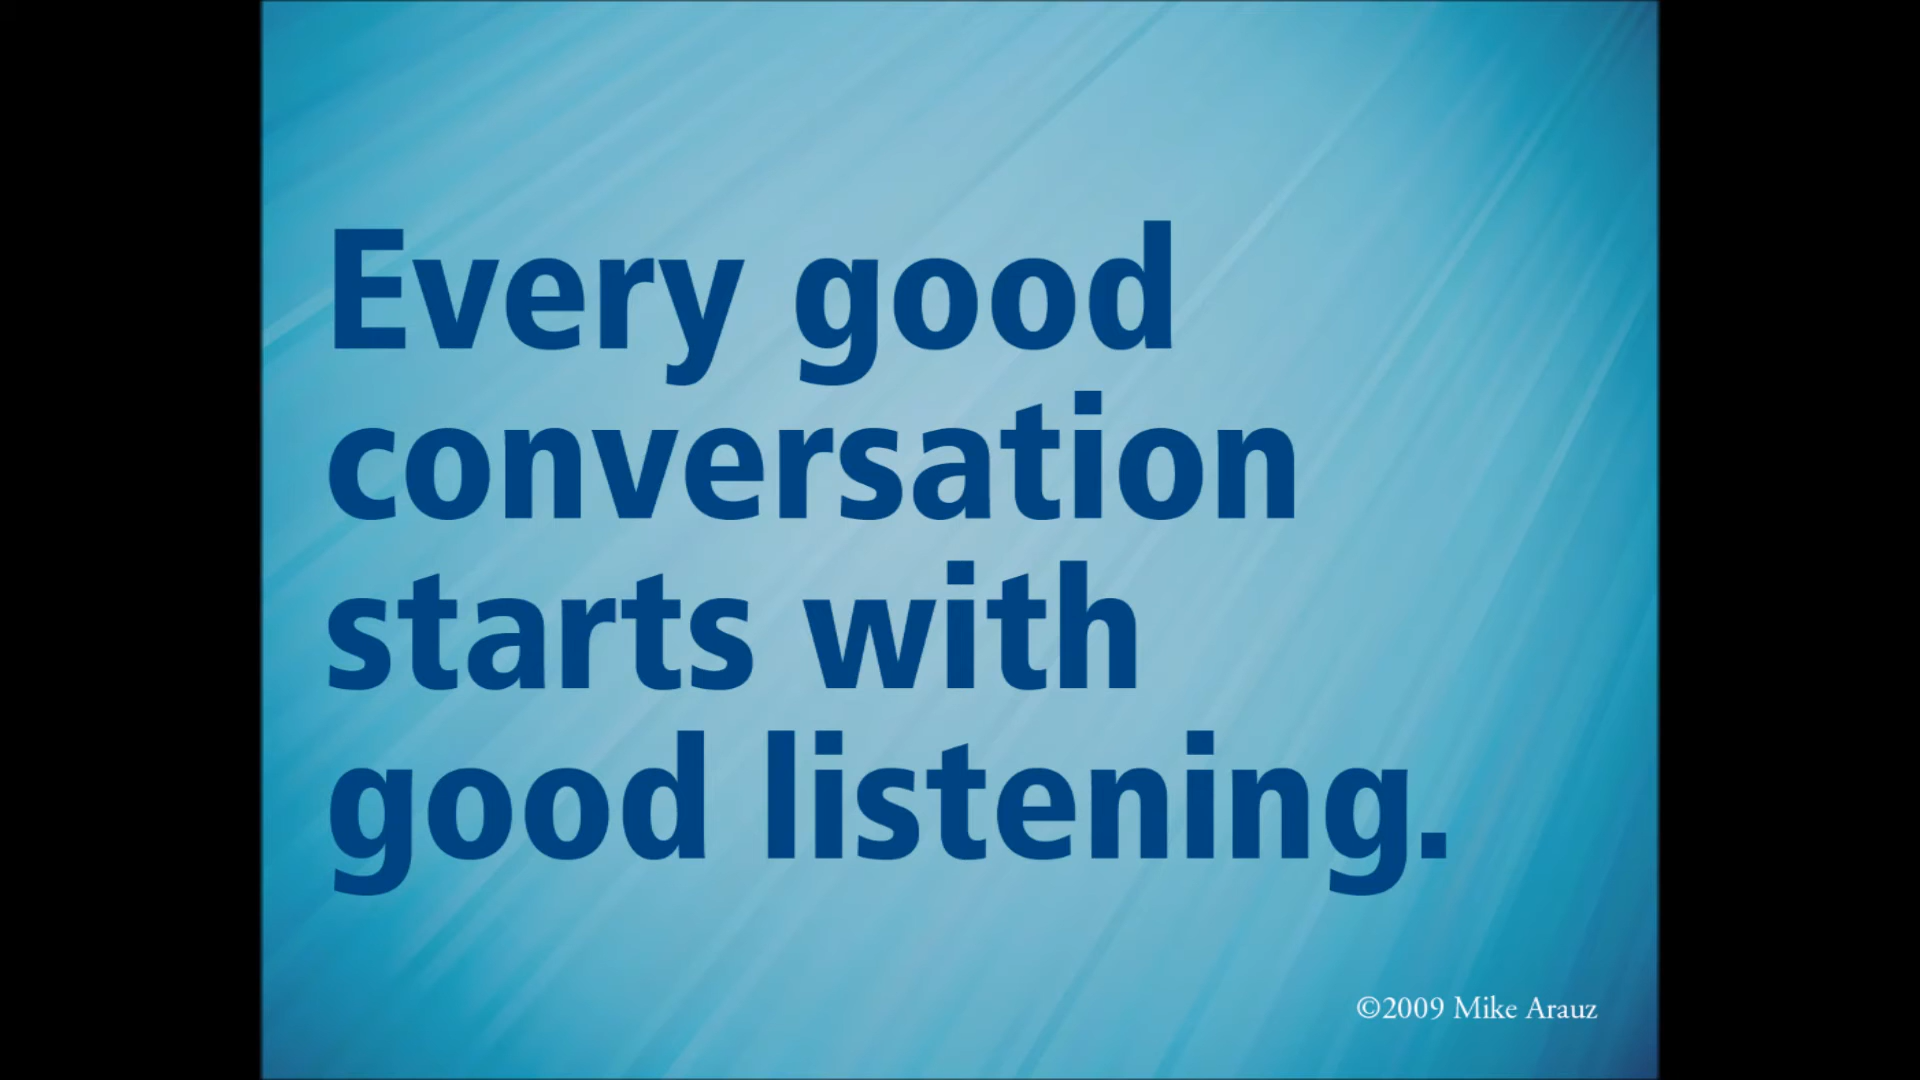 Every good
conversation
starts with
good listening.
©2009 Mike Arauz